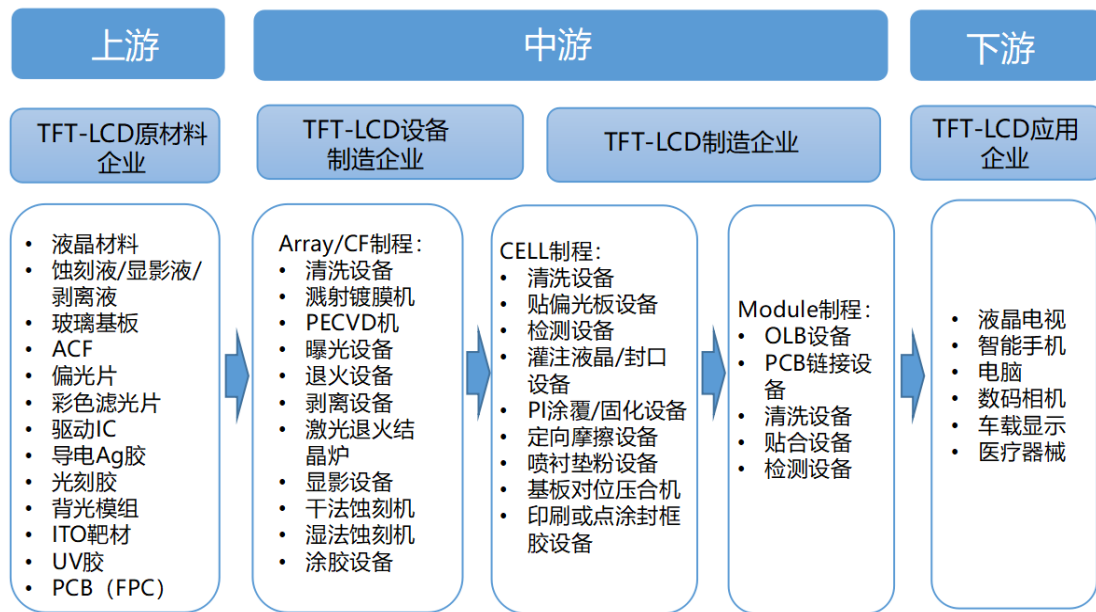 上游
中游
下游
TFT-LCD原材料
企业
TFT-LCD设备
制造企业
TFT-LCD制造企业
TFT-LCD应用
企业
• 液晶材料
• 蚀刻液/显影液/
剥离液
• 玻璃基板
• ACF
• 偏光片
• 彩色滤光片
• 驱动IC
• 导电Ag胶
• 光刻胶
• 背光模组
• ITO靶材
• UV胶
• PCB（FPC）
Array/CF制程：
• 清洗设备
• 溅射镀膜机
• PECVD机
• 曝光设备
• 退火设备
• 剥离设备
• 激光退火结
晶炉
• 显影设备
• 干法蚀刻机
• 湿法蚀刻机
• 涂胶设备
CELL制程：
• 清洗设备
• 贴偏光板设备
• 检测设备
• 灌注液晶/封口
设备
• PI涂覆/固化设备
• 定向摩擦设备
• 喷衬垫粉设备
• 基板对位压合机
• 印刷或点涂封框
胶设备
Module制程：
• OLB设备
• PCB链接设
备
• 清洗设备
• 贴合设备
• 检测设备
• 液晶电视
• 智能手机
• 电脑
• 数码相机
• 车载显示
• 医疗器械